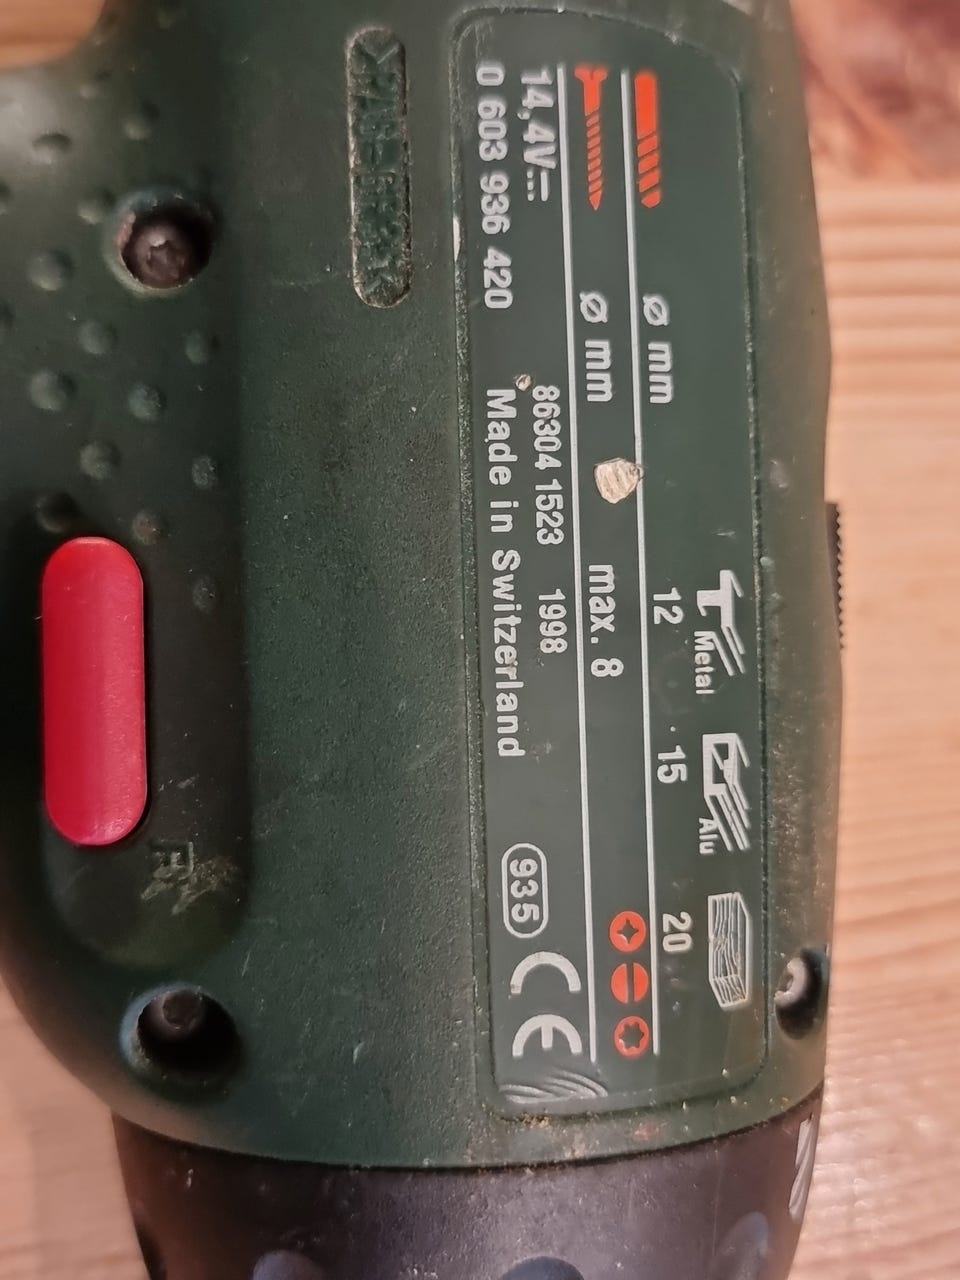 Metal
Alu
Ø mm
12
15
20
Ø mm
max. 8
14,4V
0 603 936 420
86304 1523 1998
Made in Switzerland
935
CE